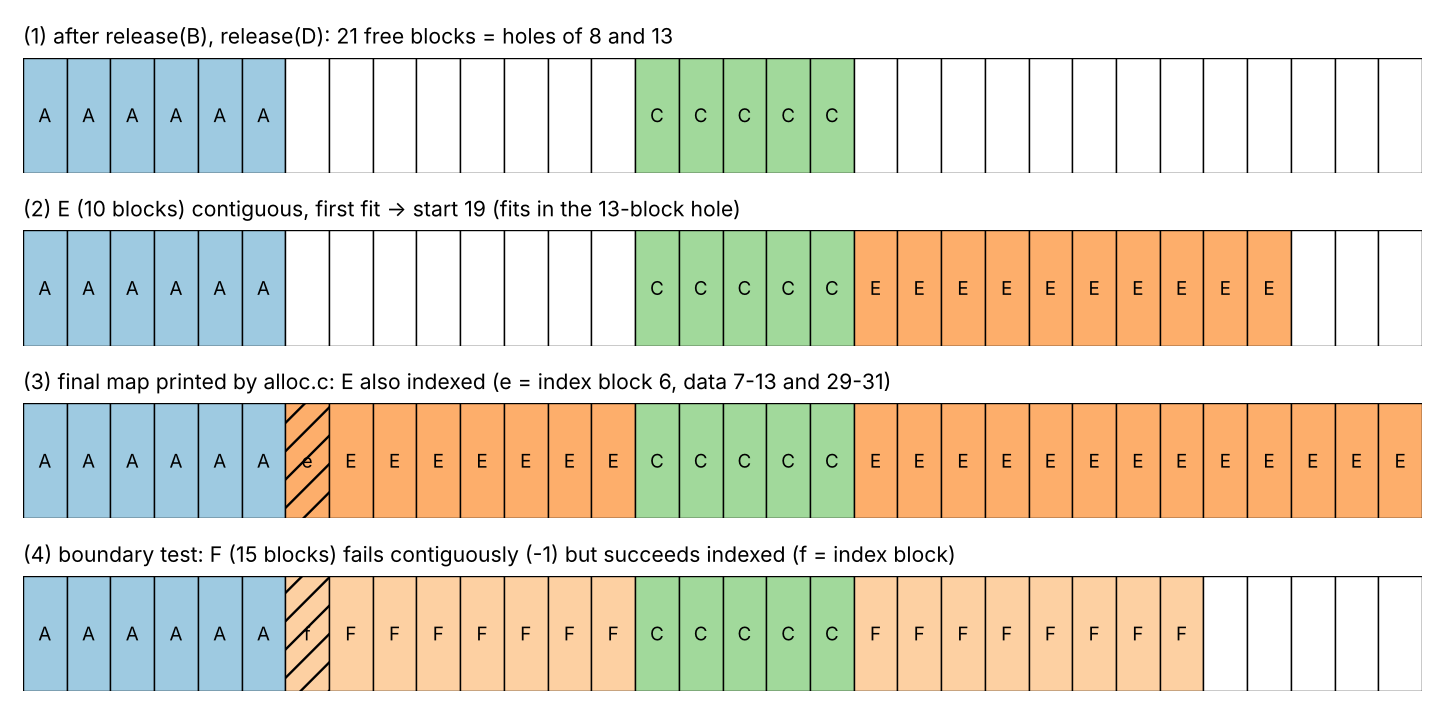 (1) after release(B), release(D): 21 free blocks = holes of 8 and 13
A A A A A A C C C C C
(2) E (10 blocks) contiguous, first fit → start 19 (fits in the 13-block hole)
A A A A A A C C C C C E E E E E E E E E E
(3) final map printed by alloc.c: E also indexed (e = index block 6, data 7-13 and 29-31)
A A A A A A e E E E E E E E C C C C C E E E E E E E E E E E E E
(4) boundary test: F (15 blocks) fails contiguously (-1) but succeeds indexed (f = index block)
A A A A A A f F F F F F F F C C C C C F F F F F F F F